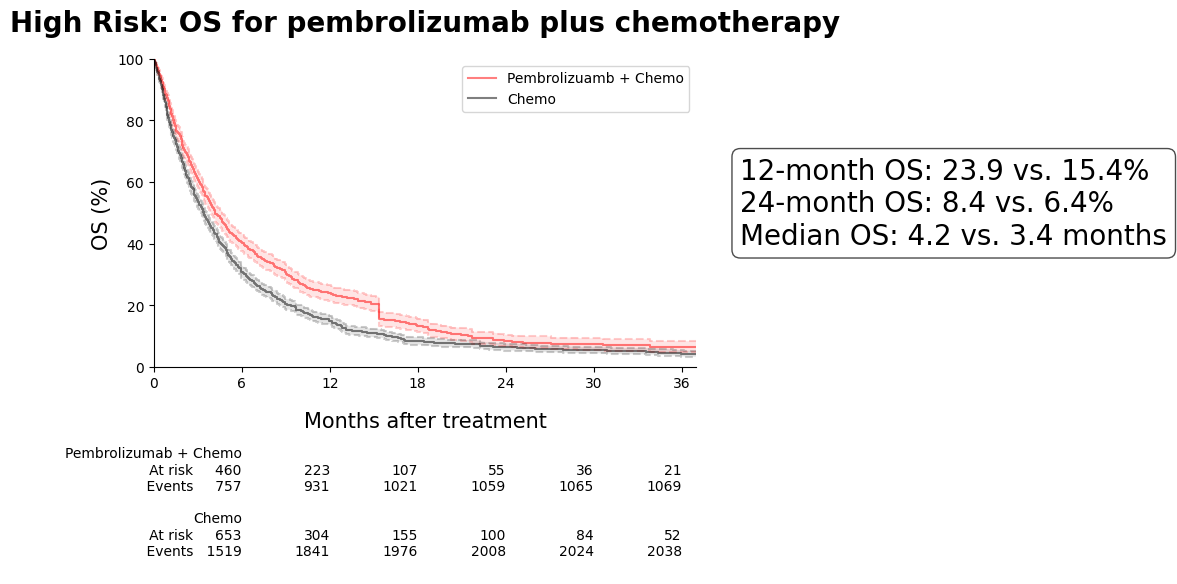 High Risk: OS for pembrolizumab plus chemotherapy
100
80
60
40
20
0
OS (%)
Pembrolizuamb + Chemo
Chemo
0 6 12 18 24 30 36
Months after treatment
12-month OS: 23.9 vs. 15.4%
24-month OS: 8.4 vs. 6.4%
Median OS: 4.2 vs. 3.4 months
Pembrolizumab + Chemo
At risk 460 223 107 55 36 21
Events 757 931 1021 1059 1065 1069
Chemo
At risk 653 304 155 100 84 52
Events 1519 1841 1976 2008 2024 2038